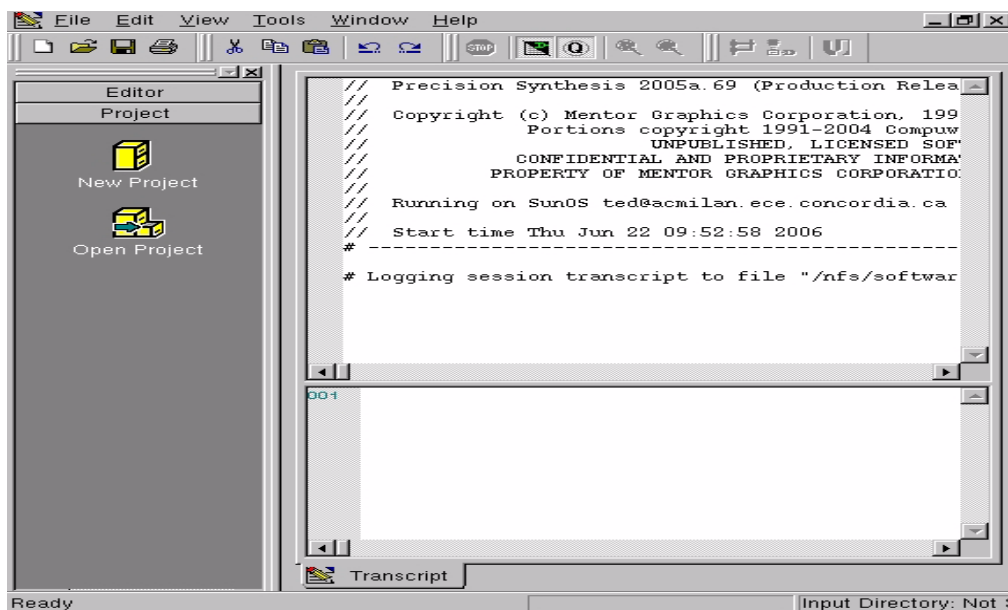 File Edit View Tools Window Help
STOP Q
Editor
Project
New Project
Open Project
// Precision Synthesis 2005a.69 (Production Relea
//
// Copyright (c) Mentor Graphics Corporation, 199
// Portions copyright 1991-2004 Compuw
// UNPUBLISHED, LICENSED SOF
// CONFIDENTIAL AND PROPRIETARY INFORMA
// PROPERTY OF MENTOR GRAPHICS CORPORATIO
//
// Running on SunOS ted@acmilan.ece.concordia.ca
//
// Start time Thu Jun 22 09:52:58 2006
# -------------------------------------------------
# Logging session transcript to file "/nfs/softwar
001
Transcript
Ready
Input Directory: Not